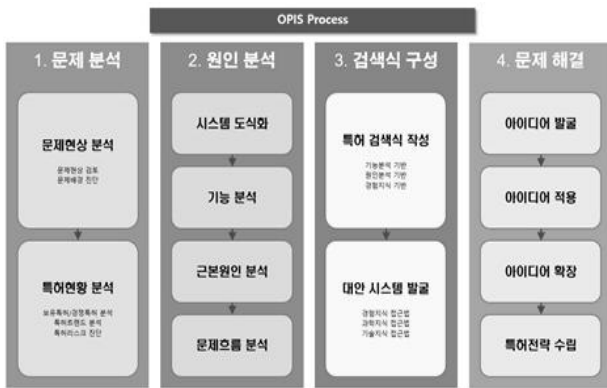 OPIS Process
1. 문제 분석
문제현상 분석
문제현상 검토
문제배경 진단
특허현황 분석
보유특허/경쟁특허 분석
특허트렌드 분석
특허리스크 진단
2. 원인 분석
시스템 도식화
기능 분석
근본원인 분석
문제흐름 분석
3. 검색식 구성
특허 검색식 작성
기능분석 기반
원인분석 기반
경험지식 기반
대안 시스템 발굴
경험지식 접근법
과학지식 접근법
기술지식 접근법
4. 문제 해결
아이디어 발굴
아이디어 적용
아이디어 확장
특허전략 수립